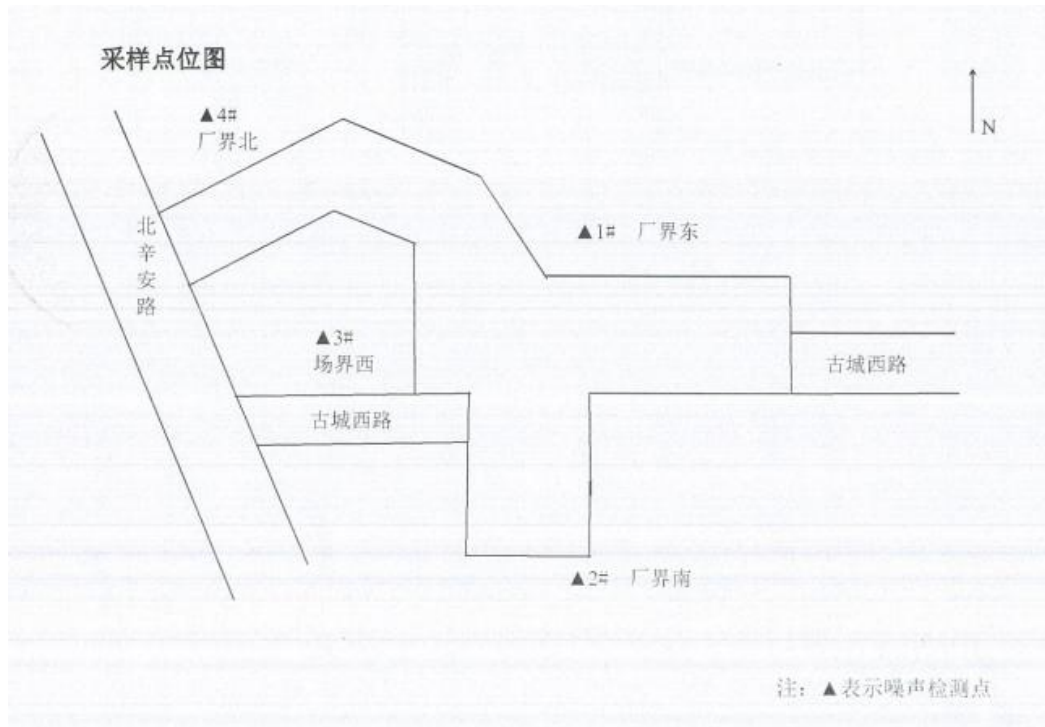 采样点位图
▲4#
厂界北
N
北辛安路
▲1# 厂界东
▲3#
场界西
古城西路
古城西路
▲2# 厂界南
注：▲表示噪声检测点